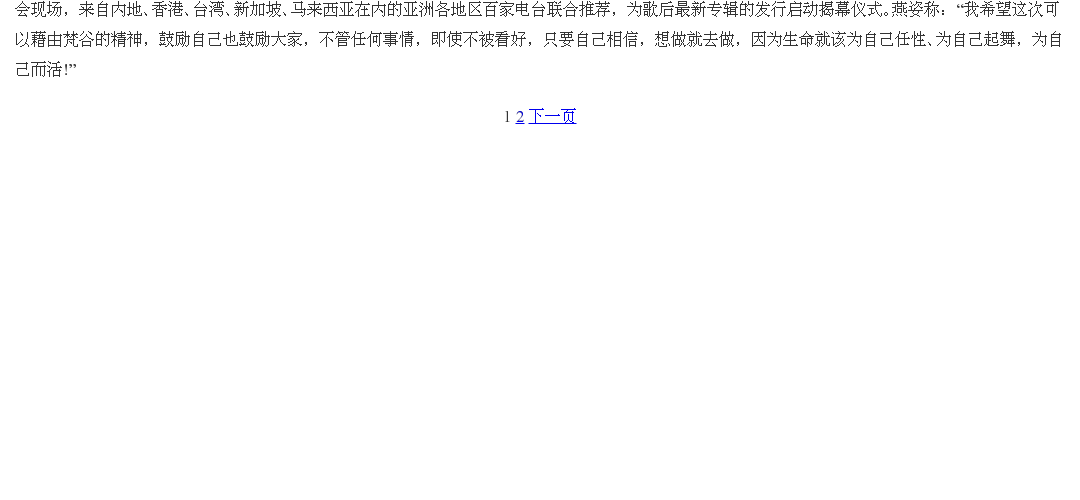 会现场，来自内地、香港、台湾、新加坡、马来西亚在内的亚洲各地区百家电台联合推荐，为歌后最新专辑的发行启动揭幕仪式。燕姿称：“我希望这次可
以藉由梵谷的精神，鼓励自己也鼓励大家，不管任何事情，即使不被看好，只要自己相信，想做就去做，因为生命就该为自己任性、为自己起舞，为自
己而活!”
1 2 下一页